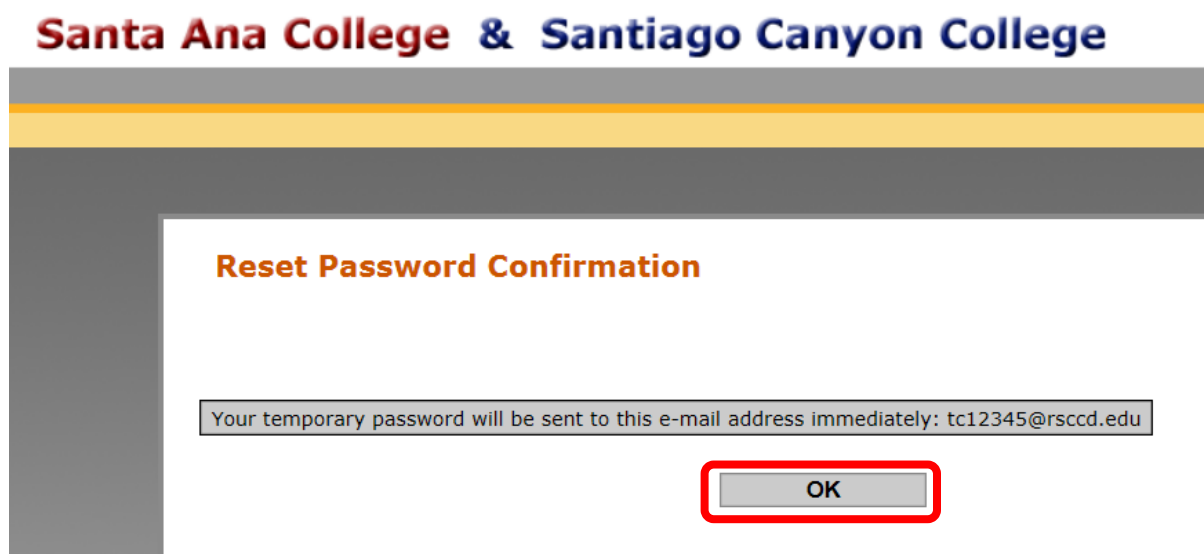 Santa Ana College & Santiago Canyon College
Reset Password Confirmation
Your temporary password will be sent to this e-mail address immediately: tc12345@rsccd.edu
OK